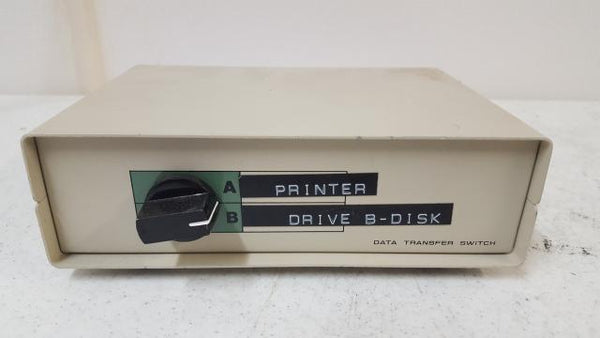 A PRINTER
B DRIVE B-DISK
DATA TRANSFER SWITCH